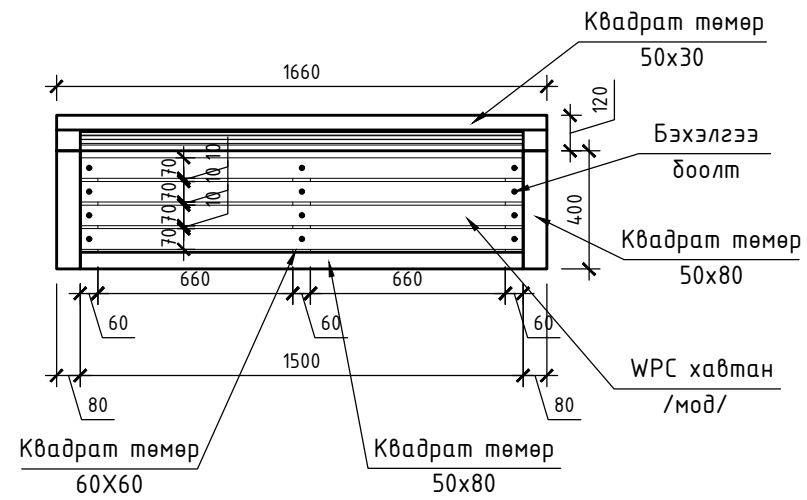 Квадрат төмөр
50x30
1660
120
Бэхэлгээ
боолт
70
10
70
10
70
10
70
400
Квадрат төмөр
50x80
660
660
60
60
60
1500
WPC хавтан
/мод/
80
80
Квадрат төмөр
60X60
Квадрат төмөр
50x80